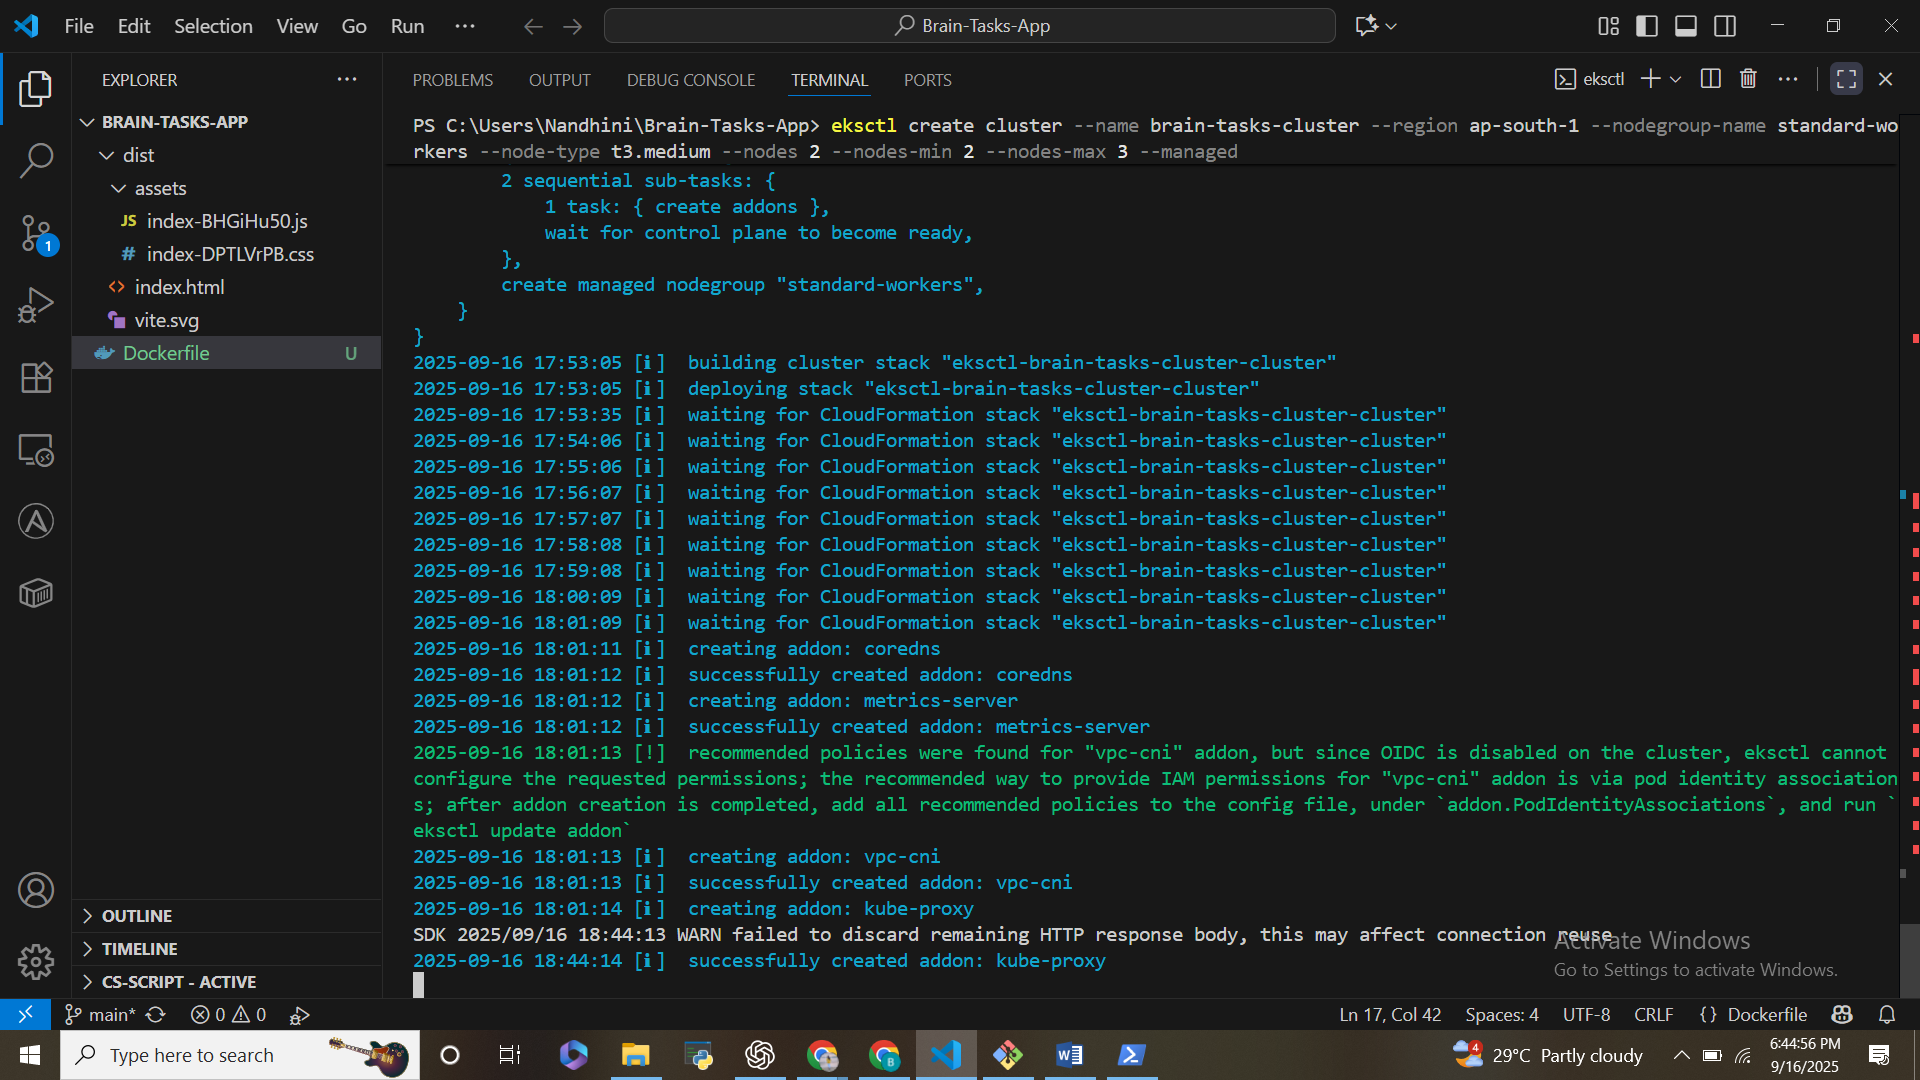 File Edit Selection View Go Run ···
Brain-Tasks-App
EXPLORER ···
BRAIN-TASKS-APP
dist
assets
JS index-BHGiHu50.js
# index-DPTLVrPB.css
<> index.html
vite.svg
Dockerfile U
1
OUTLINE
TIMELINE
CS-SCRIPT - ACTIVE
PROBLEMS OUTPUT DEBUG CONSOLE TERMINAL PORTS
eksctl
PS C:\Users\Nandhini\Brain-Tasks-App> eksctl create cluster --name brain-tasks-cluster --region ap-south-1 --nodegroup-name standard-wo
rkers --node-type t3.medium --nodes 2 --nodes-min 2 --nodes-max 3 --managed
2 sequential sub-tasks: {
1 task: { create addons },
wait for control plane to become ready,
},
create managed nodegroup "standard-workers",
}
}
2025-09-16 17:53:05 [ℹ] building cluster stack "eksctl-brain-tasks-cluster-cluster"
2025-09-16 17:53:05 [ℹ] deploying stack "eksctl-brain-tasks-cluster-cluster"
2025-09-16 17:53:35 [ℹ] waiting for CloudFormation stack "eksctl-brain-tasks-cluster-cluster"
2025-09-16 17:54:06 [ℹ] waiting for CloudFormation stack "eksctl-brain-tasks-cluster-cluster"
2025-09-16 17:55:06 [ℹ] waiting for CloudFormation stack "eksctl-brain-tasks-cluster-cluster"
2025-09-16 17:56:07 [ℹ] waiting for CloudFormation stack "eksctl-brain-tasks-cluster-cluster"
2025-09-16 17:57:07 [ℹ] waiting for CloudFormation stack "eksctl-brain-tasks-cluster-cluster"
2025-09-16 17:58:08 [ℹ] waiting for CloudFormation stack "eksctl-brain-tasks-cluster-cluster"
2025-09-16 17:59:08 [ℹ] waiting for CloudFormation stack "eksctl-brain-tasks-cluster-cluster"
2025-09-16 18:00:09 [ℹ] waiting for CloudFormation stack "eksctl-brain-tasks-cluster-cluster"
2025-09-16 18:01:09 [ℹ] waiting for CloudFormation stack "eksctl-brain-tasks-cluster-cluster"
2025-09-16 18:01:11 [ℹ] creating addon: coredns
2025-09-16 18:01:12 [ℹ] successfully created addon: coredns
2025-09-16 18:01:12 [ℹ] creating addon: metrics-server
2025-09-16 18:01:12 [ℹ] successfully created addon: metrics-server
2025-09-16 18:01:13 [!] recommended policies were found for "vpc-cni" addon, but since OIDC is disabled on the cluster, eksctl cannot
configure the requested permissions; the recommended way to provide IAM permissions for "vpc-cni" addon is via pod identity association
s; after addon creation is completed, add all recommended policies to the config file, under `addon.PodIdentityAssociations`, and run `
eksctl update addon`
2025-09-16 18:01:13 [ℹ] creating addon: vpc-cni
2025-09-16 18:01:13 [ℹ] successfully created addon: vpc-cni
2025-09-16 18:01:14 [ℹ] creating addon: kube-proxy
SDK 2025/09/16 18:44:13 WARN failed to discard remaining HTTP response body, this may affect connection reuse
2025-09-16 18:44:14 [ℹ] successfully created addon: kube-proxy
Activate Windows
Go to Settings to activate Windows.
main* 0 0
Ln 17, Col 42 Spaces: 4 UTF-8 CRLF {} Dockerfile
Type here to search
4
29°C Partly cloudy
6:44:56 PM
9/16/2025